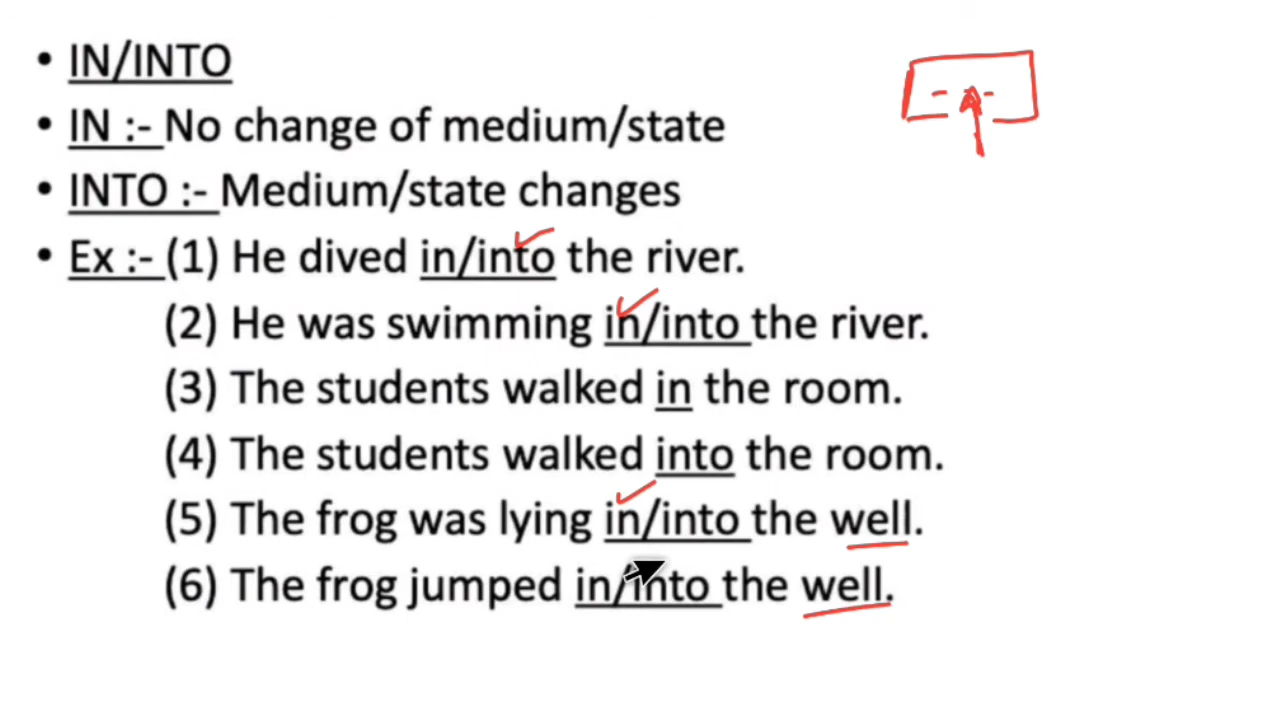 • IN/INTO
• IN :- No change of medium/state
• INTO :- Medium/state changes
• Ex :- (1) He dived in/into the river.
(2) He was swimming in/into the river.
(3) The students walked in the room.
(4) The students walked into the room.
(5) The frog was lying in/into the well.
(6) The frog jumped in/into the well.